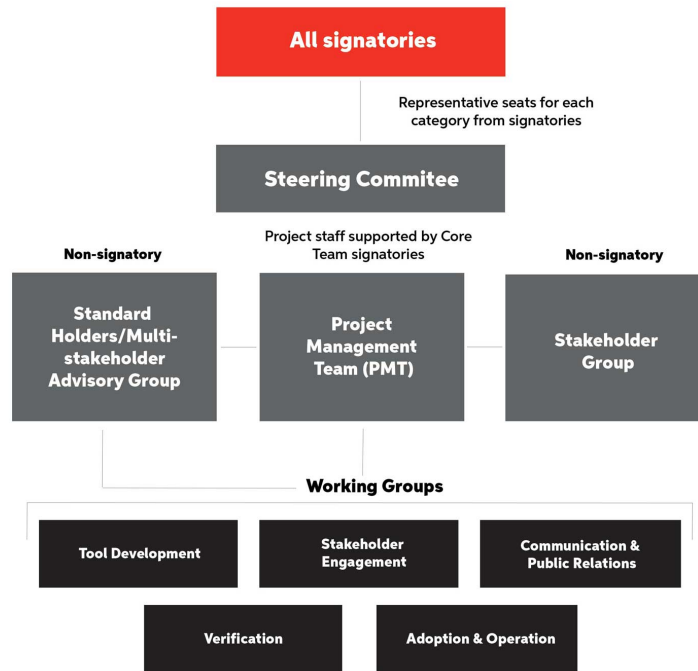 All signatories
Representative seats for each
category from signatories
Steering Commitee
Project staff supported by Core
Team signatories
Non-signatory
Non-signatory
Standard
Holders/Multi-
stakeholder
Advisory Group
Project
Management
Team (PMT)
Stakeholder
Group
Working Groups
Tool Development
Stakeholder
Engagement
Communication &
Public Relations
Verification
Adoption & Operation